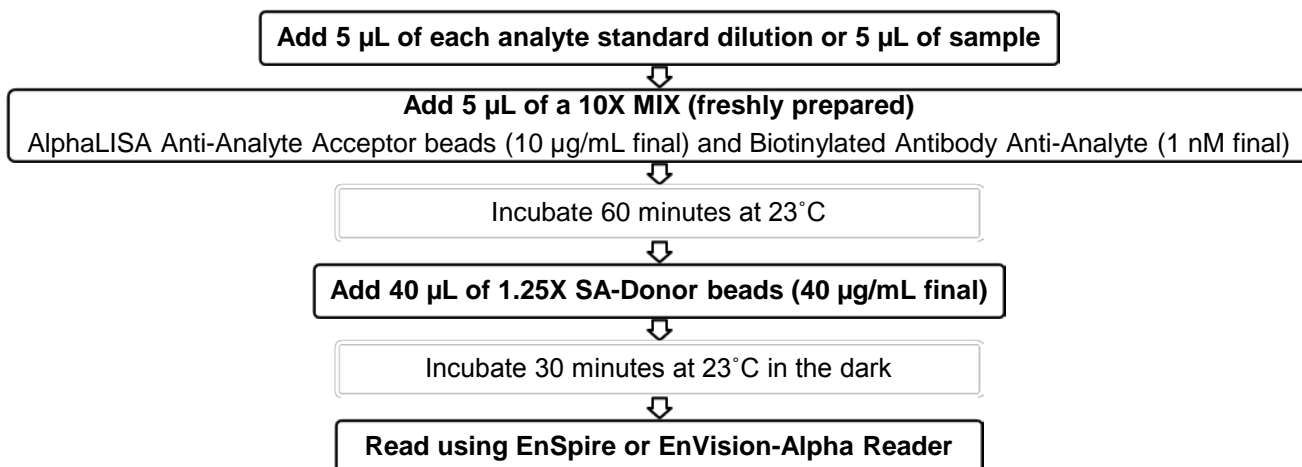 Add 5 µL of each analyte standard dilution or 5 µL of sample
Add 5 µL of a 10X MIX (freshly prepared)
AlphaLISA Anti-Analyte Acceptor beads (10 µg/mL final) and Biotinylated Antibody Anti-Analyte (1 nM final)
Incubate 60 minutes at 23˚C
Add 40 µL of 1.25X SA-Donor beads (40 µg/mL final)
Incubate 30 minutes at 23˚C in the dark
Read using EnSpire or EnVision-Alpha Reader